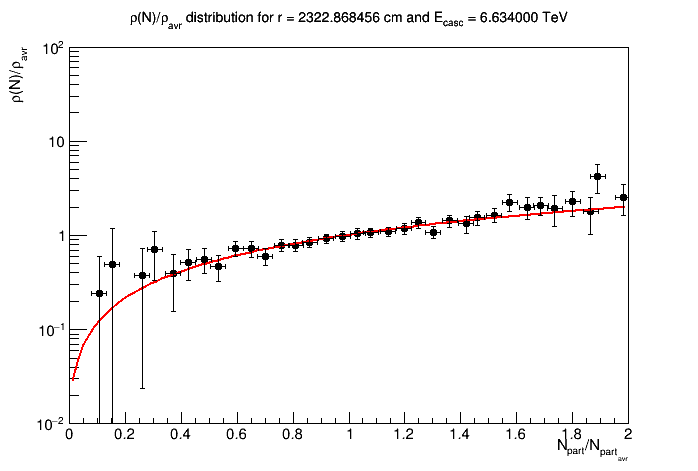 ρ(N)/ρavr distribution for r = 2322.868456 cm and Ecasc = 6.634000 TeV
ρ(N)/ρavr
10²
10
1
10⁻¹
10⁻²
0 0.2 0.4 0.6 0.8 1 1.2 1.4 1.6 1.8 2
Npart/Npartavr